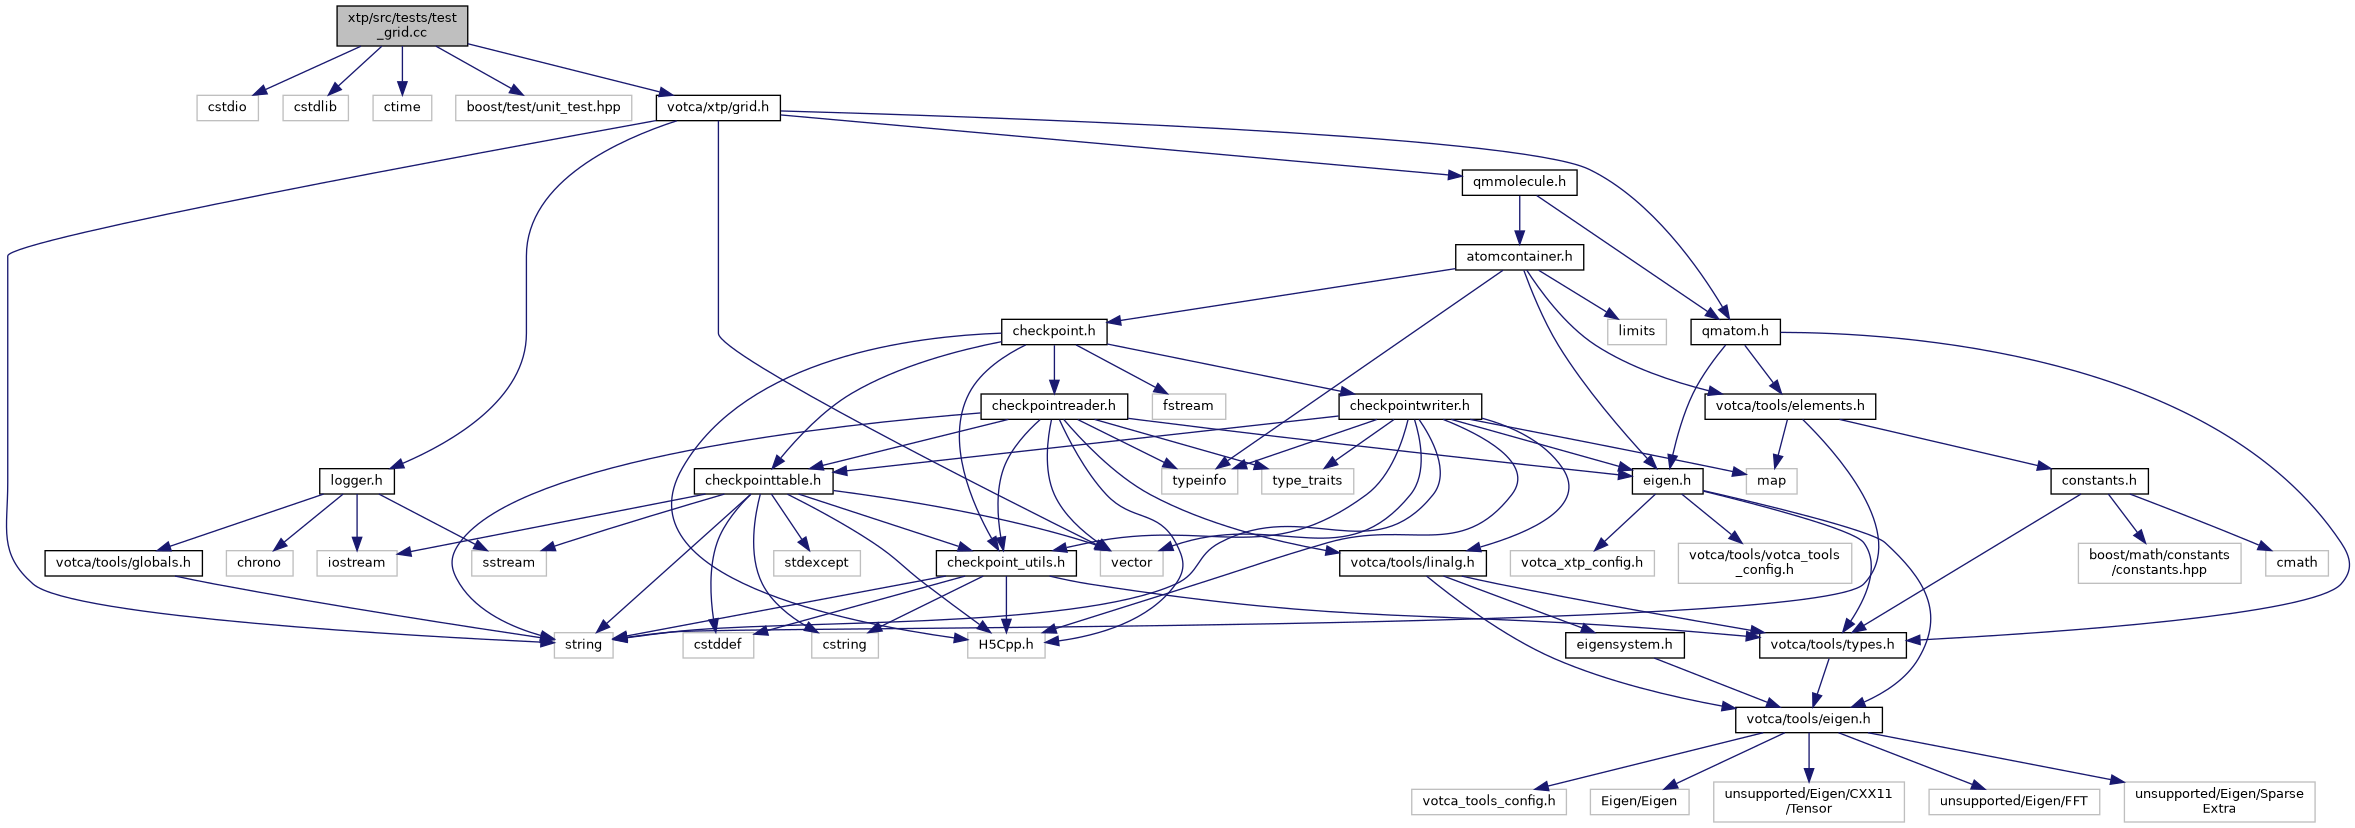 xtp/src/tests/test
_grid.cc
cstdio
cstdlib
ctime
boost/test/unit_test.hpp
votca/xtp/grid.h
qmmolecule.h
atomcontainer.h
checkpoint.h
limits
qmatom.h
checkpointreader.h
fstream
checkpointwriter.h
votca/tools/elements.h
logger.h
checkpointtable.h
typeinfo
type_traits
eigen.h
map
constants.h
votca/tools/globals.h
chrono
iostream
sstream
stdexcept
checkpoint_utils.h
vector
votca/tools/linalg.h
votca_xtp_config.h
votca/tools/votca_tools
_config.h
boost/math/constants
/constants.hpp
cmath
string
cstddef
cstring
H5Cpp.h
eigensystem.h
votca/tools/types.h
votca/tools/eigen.h
votca_tools_config.h
Eigen/Eigen
unsupported/Eigen/CXX11
/Tensor
unsupported/Eigen/FFT
unsupported/Eigen/Sparse
Extra